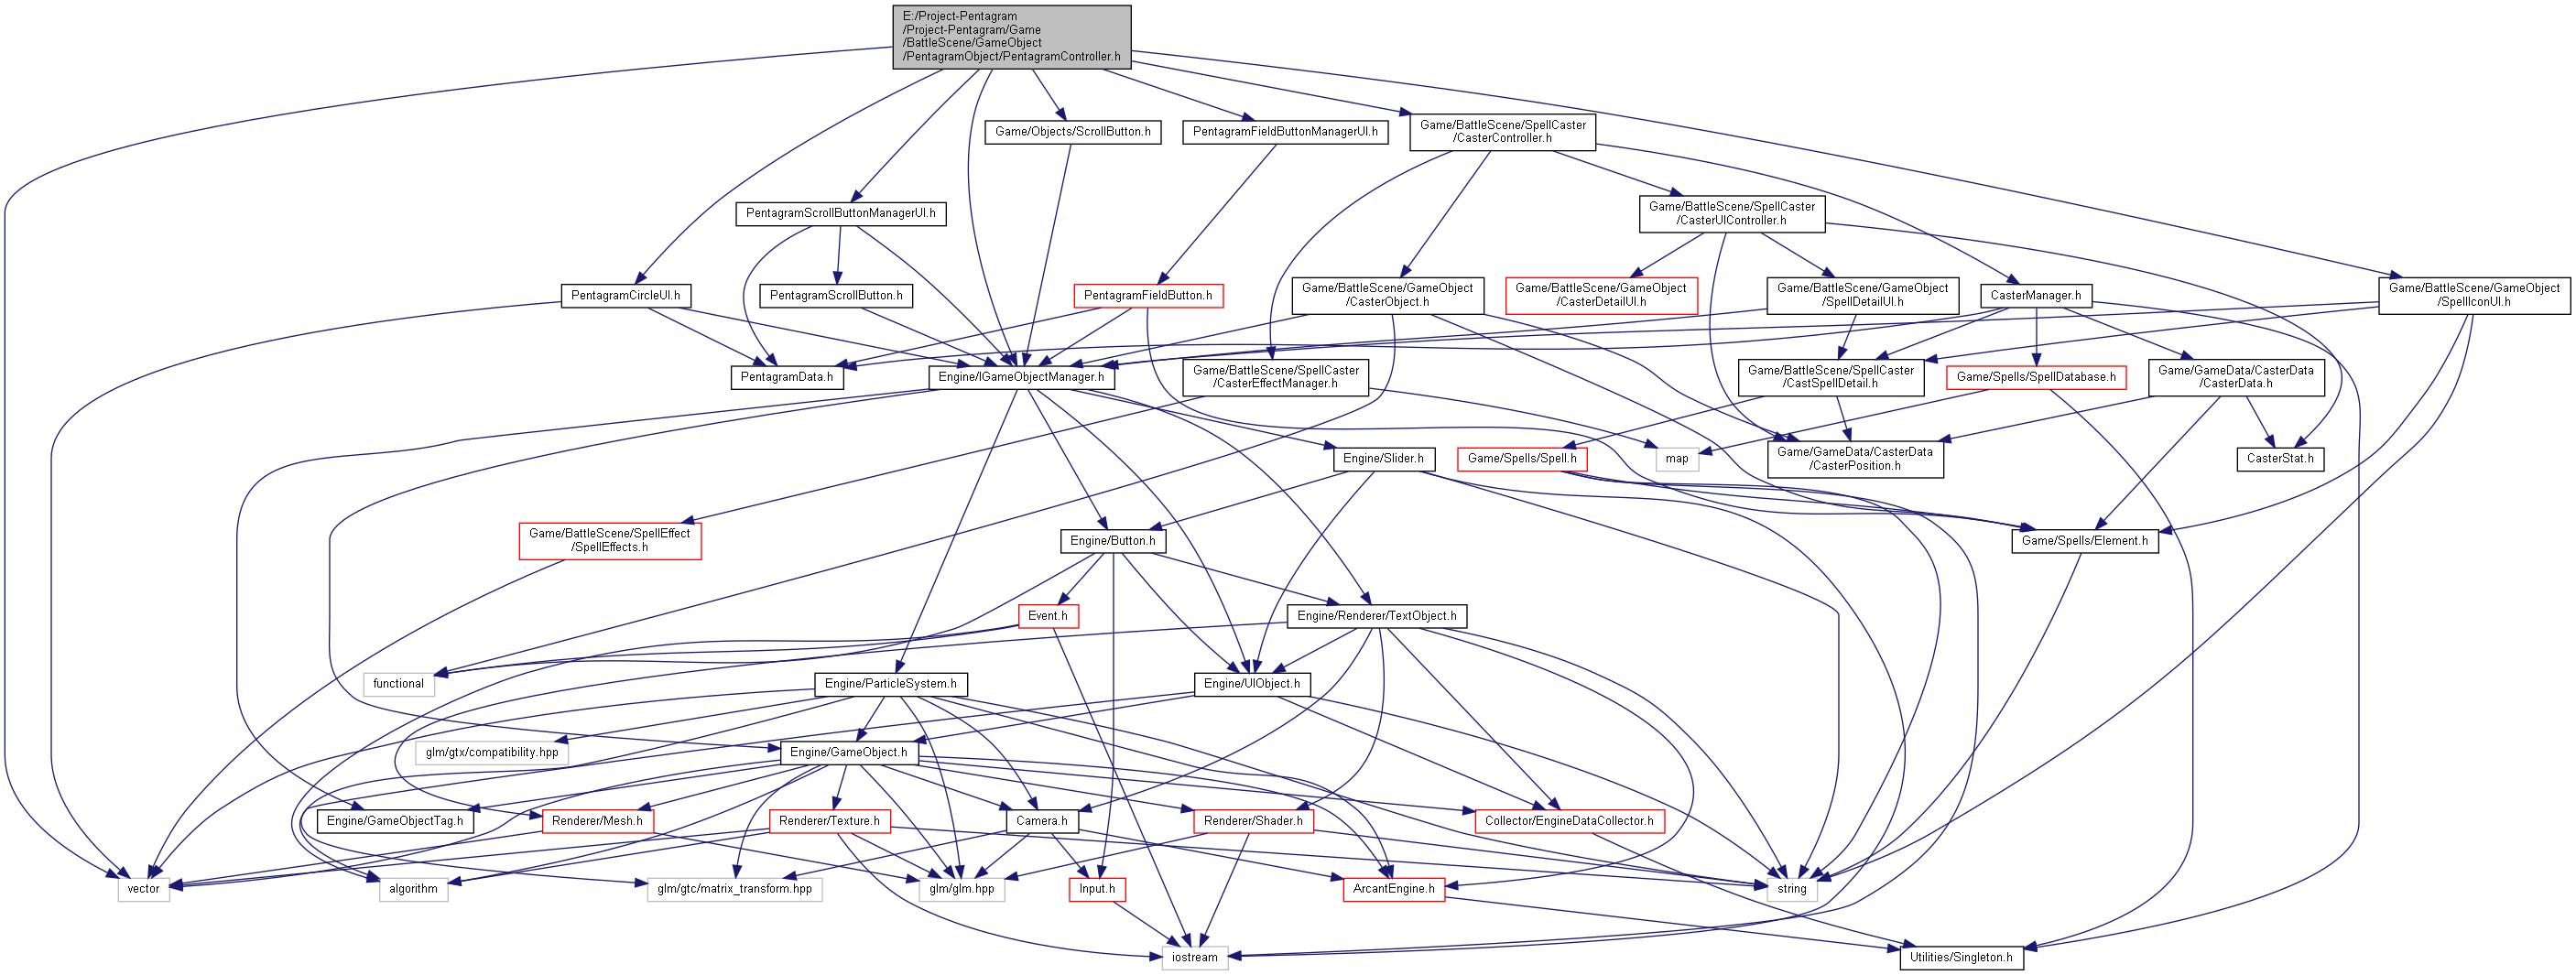 E:/Project-Pentagram
/Project-Pentagram/Game
/BattleScene/GameObject
/PentagramObject/PentagramController.h
Game/Objects/ScrollButton.h
PentagramFieldButtonManagerUI.h
Game/BattleScene/SpellCaster
/CasterController.h
PentagramScrollButtonManagerUI.h
Game/BattleScene/SpellCaster
/CasterUIController.h
PentagramCircleUI.h
PentagramScrollButton.h
PentagramFieldButton.h
Game/BattleScene/GameObject
/CasterObject.h
Game/BattleScene/GameObject
/CasterDetailUI.h
Game/BattleScene/GameObject
/SpellDetailUI.h
CasterManager.h
Game/BattleScene/GameObject
/SpellIconUI.h
PentagramData.h
Engine/IGameObjectManager.h
Game/BattleScene/SpellCaster
/CasterEffectManager.h
Game/BattleScene/SpellCaster
/CastSpellDetail.h
Game/Spells/SpellDatabase.h
Game/GameData/CasterData
/CasterData.h
Engine/Slider.h
Game/Spells/Spell.h
map
Game/GameData/CasterData
/CasterPosition.h
CasterStat.h
Game/BattleScene/SpellEffect
/SpellEffects.h
Engine/Button.h
Game/Spells/Element.h
Event.h
Engine/Renderer/TextObject.h
functional
Engine/ParticleSystem.h
Engine/UIObject.h
glm/gtx/compatibility.hpp
Engine/GameObject.h
Engine/GameObjectTag.h
Renderer/Mesh.h
Renderer/Texture.h
Camera.h
Renderer/Shader.h
Collector/EngineDataCollector.h
vector
algorithm
glm/gtc/matrix_transform.hpp
glm/glm.hpp
Input.h
ArcantEngine.h
string
iostream
Utilities/Singleton.h